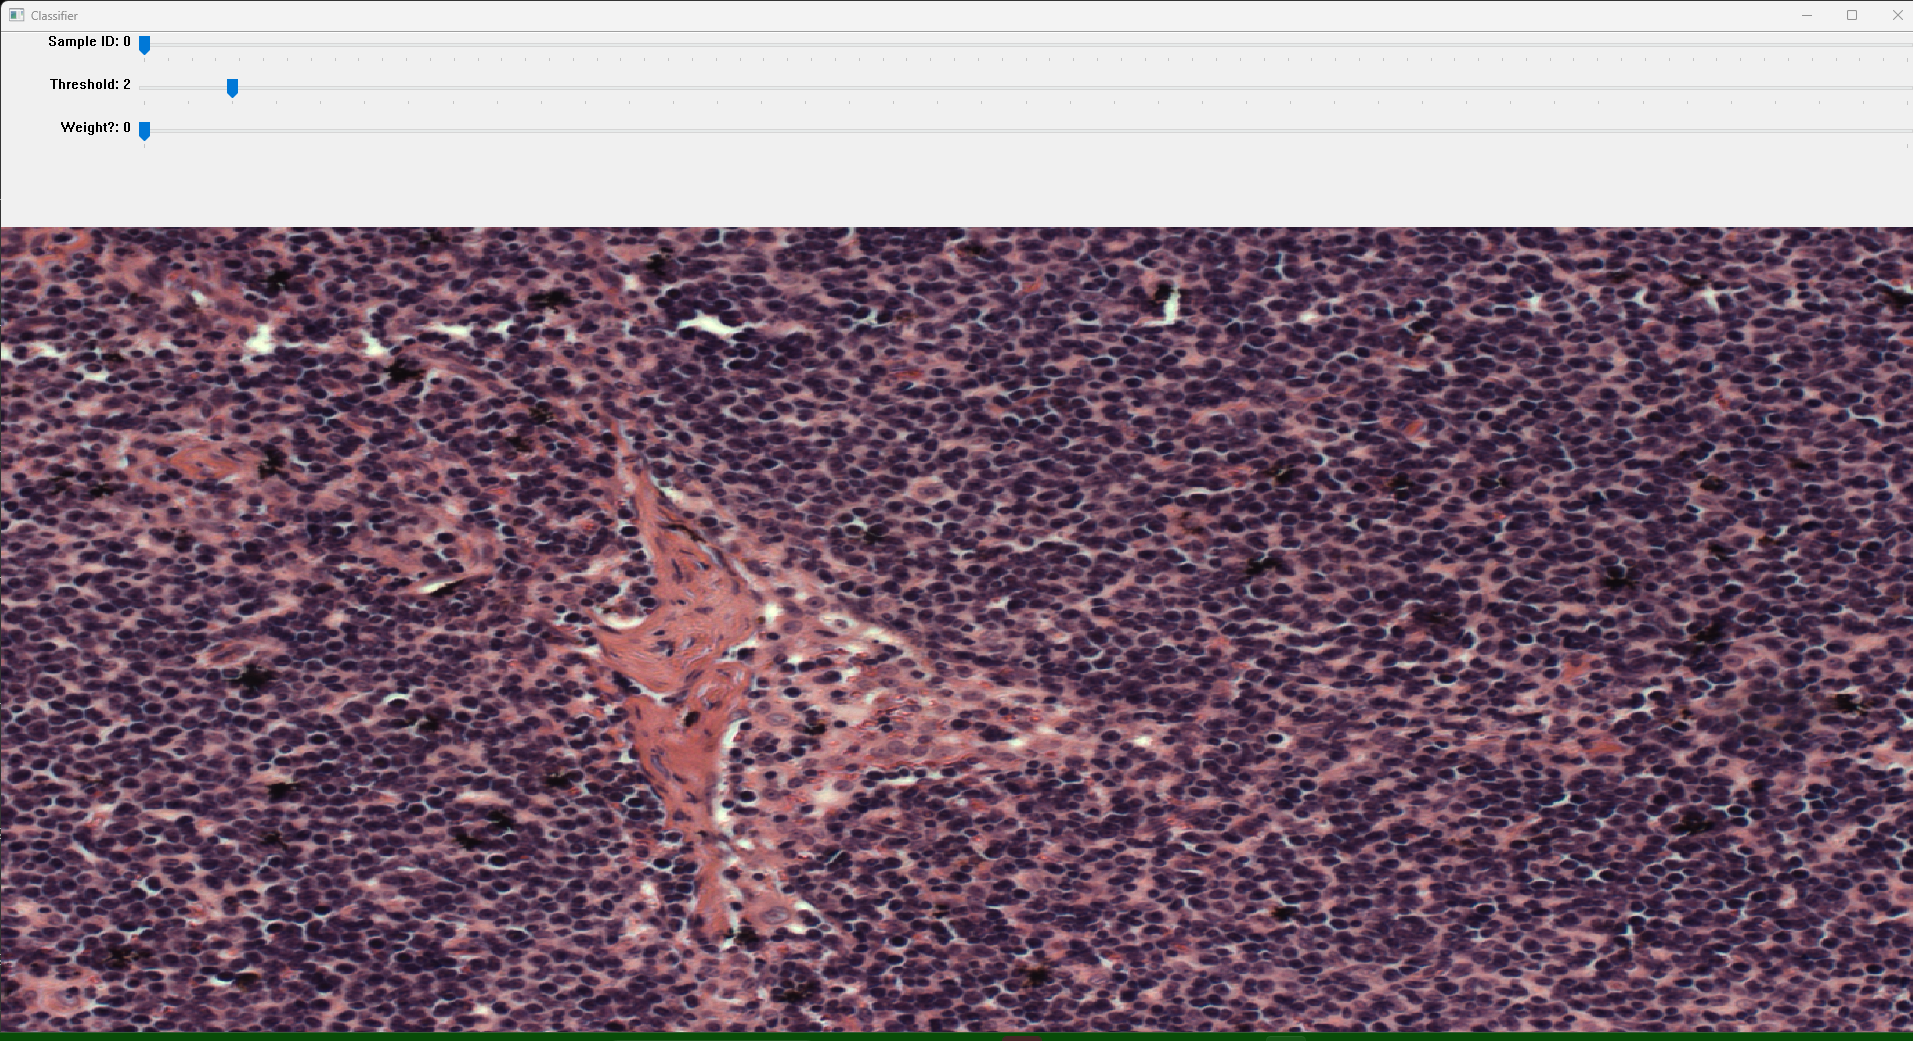 Classifier
Sample ID: 0
Threshold: 2
Weight?: 0